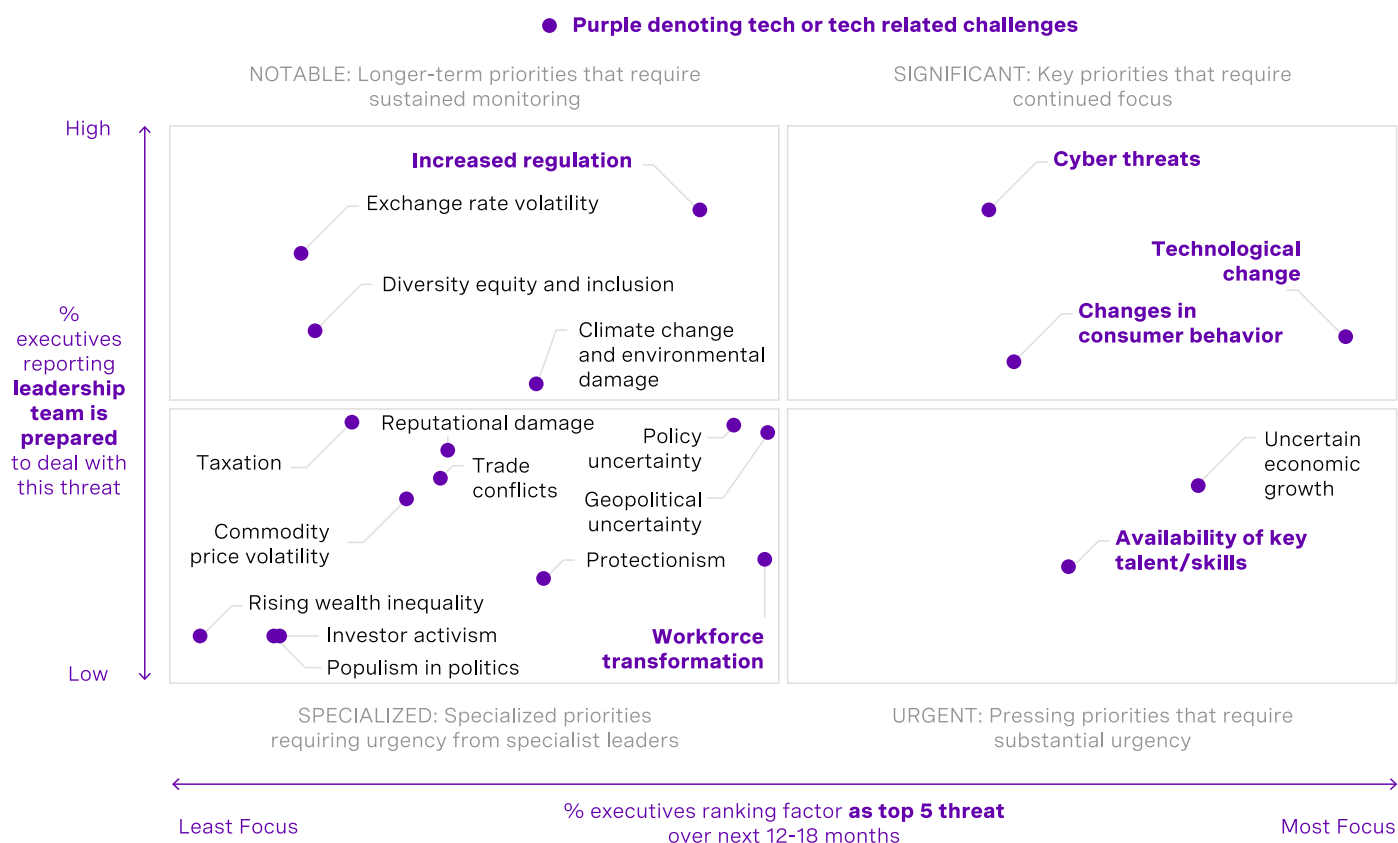 Purple denoting tech or tech related challenges
NOTABLE: Longer-term priorities that require
sustained monitoring
SIGNIFICANT: Key priorities that require
continued focus
High
%
executives
reporting
leadership
team is
prepared
to deal with
this threat
Low
Increased regulation
Exchange rate volatility
Diversity equity and inclusion
Climate change
and environmental
damage
Cyber threats
Technological
change
Changes in
consumer behavior
Reputational damage
Taxation
Trade
conflicts
Policy
uncertainty
Geopolitical
uncertainty
Commodity
price volatility
Protectionism
Rising wealth inequality
Investor activism
Populism in politics
Workforce
transformation
Uncertain
economic
growth
Availability of key
talent/skills
SPECIALIZED: Specialized priorities
requiring urgency from specialist leaders
URGENT: Pressing priorities that require
substantial urgency
Least Focus
% executives ranking factor as top 5 threat
over next 12-18 months
Most Focus